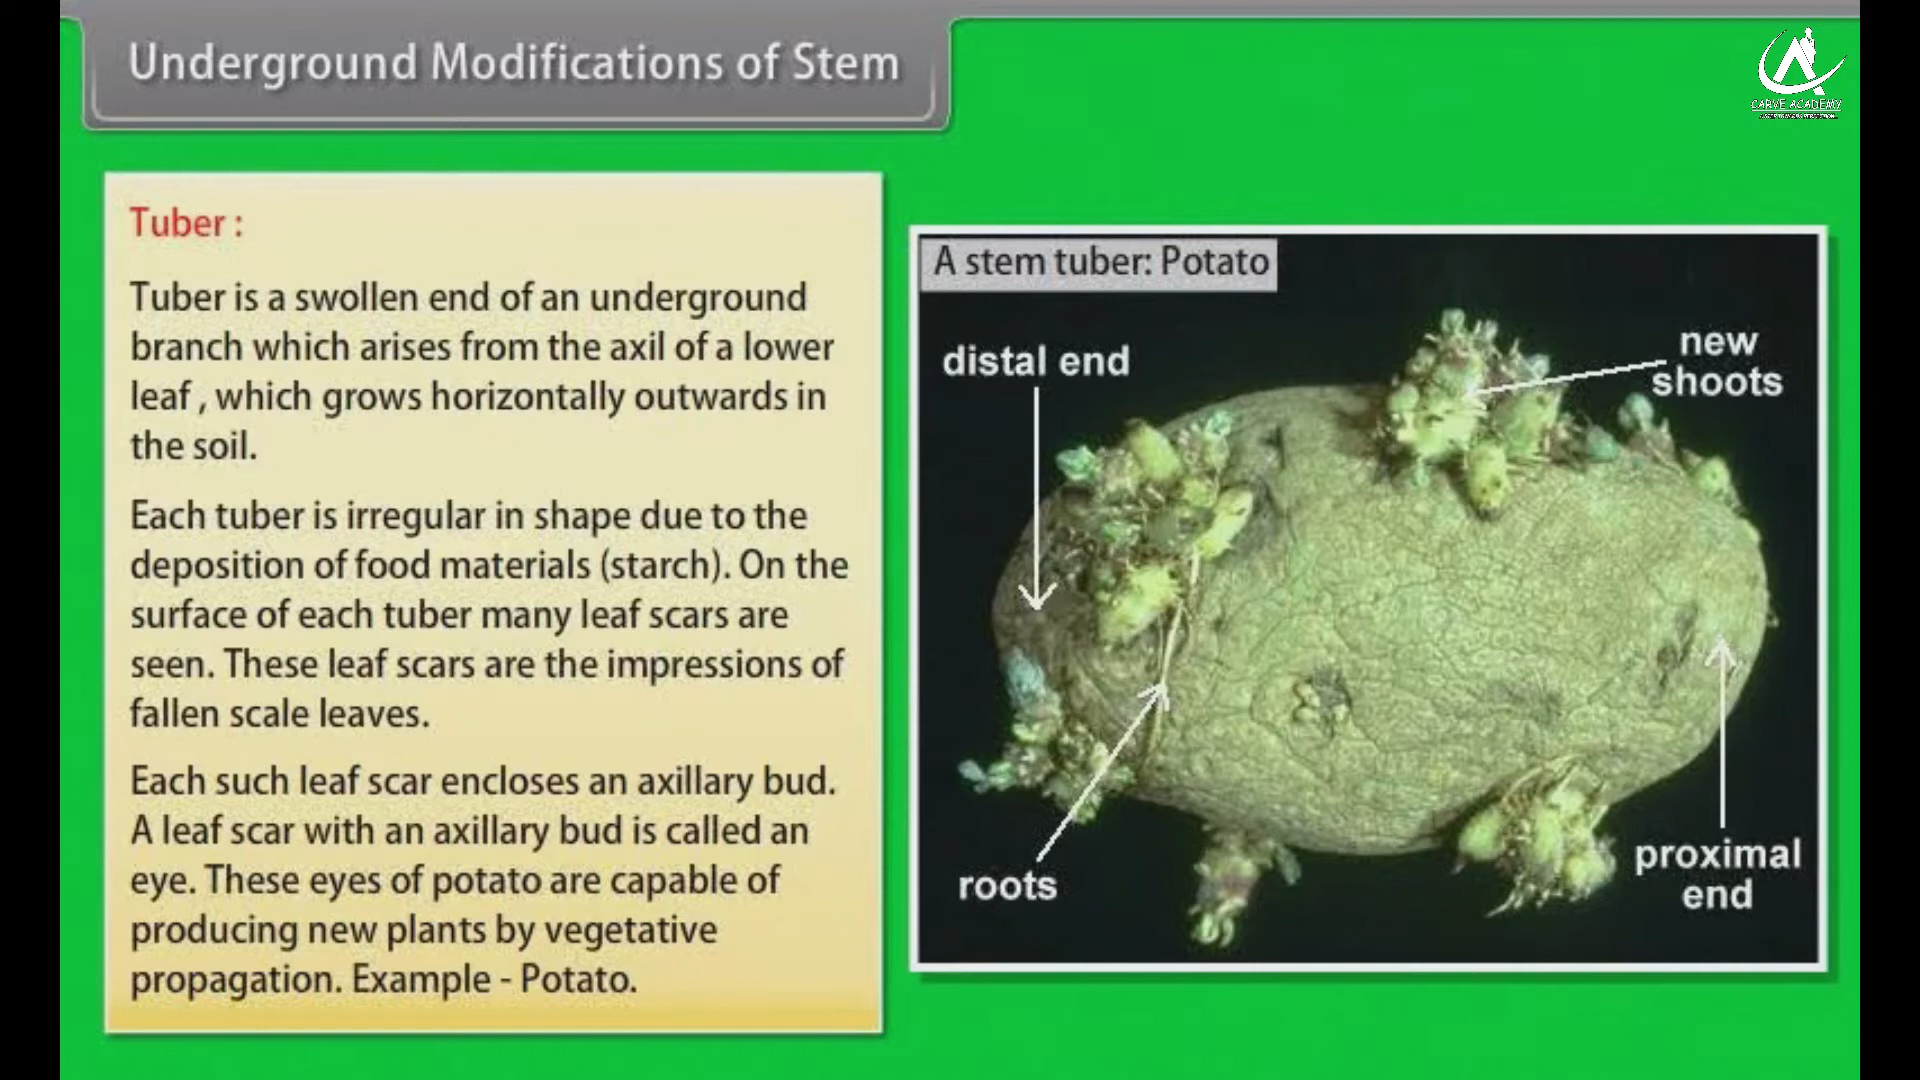 Underground Modifications of Stem
CARVE ACADEMY
Tuber :
Tuber is a swollen end of an underground
branch which arises from the axil of a lower
leaf , which grows horizontally outwards in
the soil.
Each tuber is irregular in shape due to the
deposition of food materials (starch). On the
surface of each tuber many leaf scars are
seen. These leaf scars are the impressions of
fallen scale leaves.
Each such leaf scar encloses an axillary bud.
A leaf scar with an axillary bud is called an
eye. These eyes of potato are capable of
producing new plants by vegetative
propagation. Example - Potato.
A stem tuber: Potato
distal end
new
shoots
roots
proximal
end